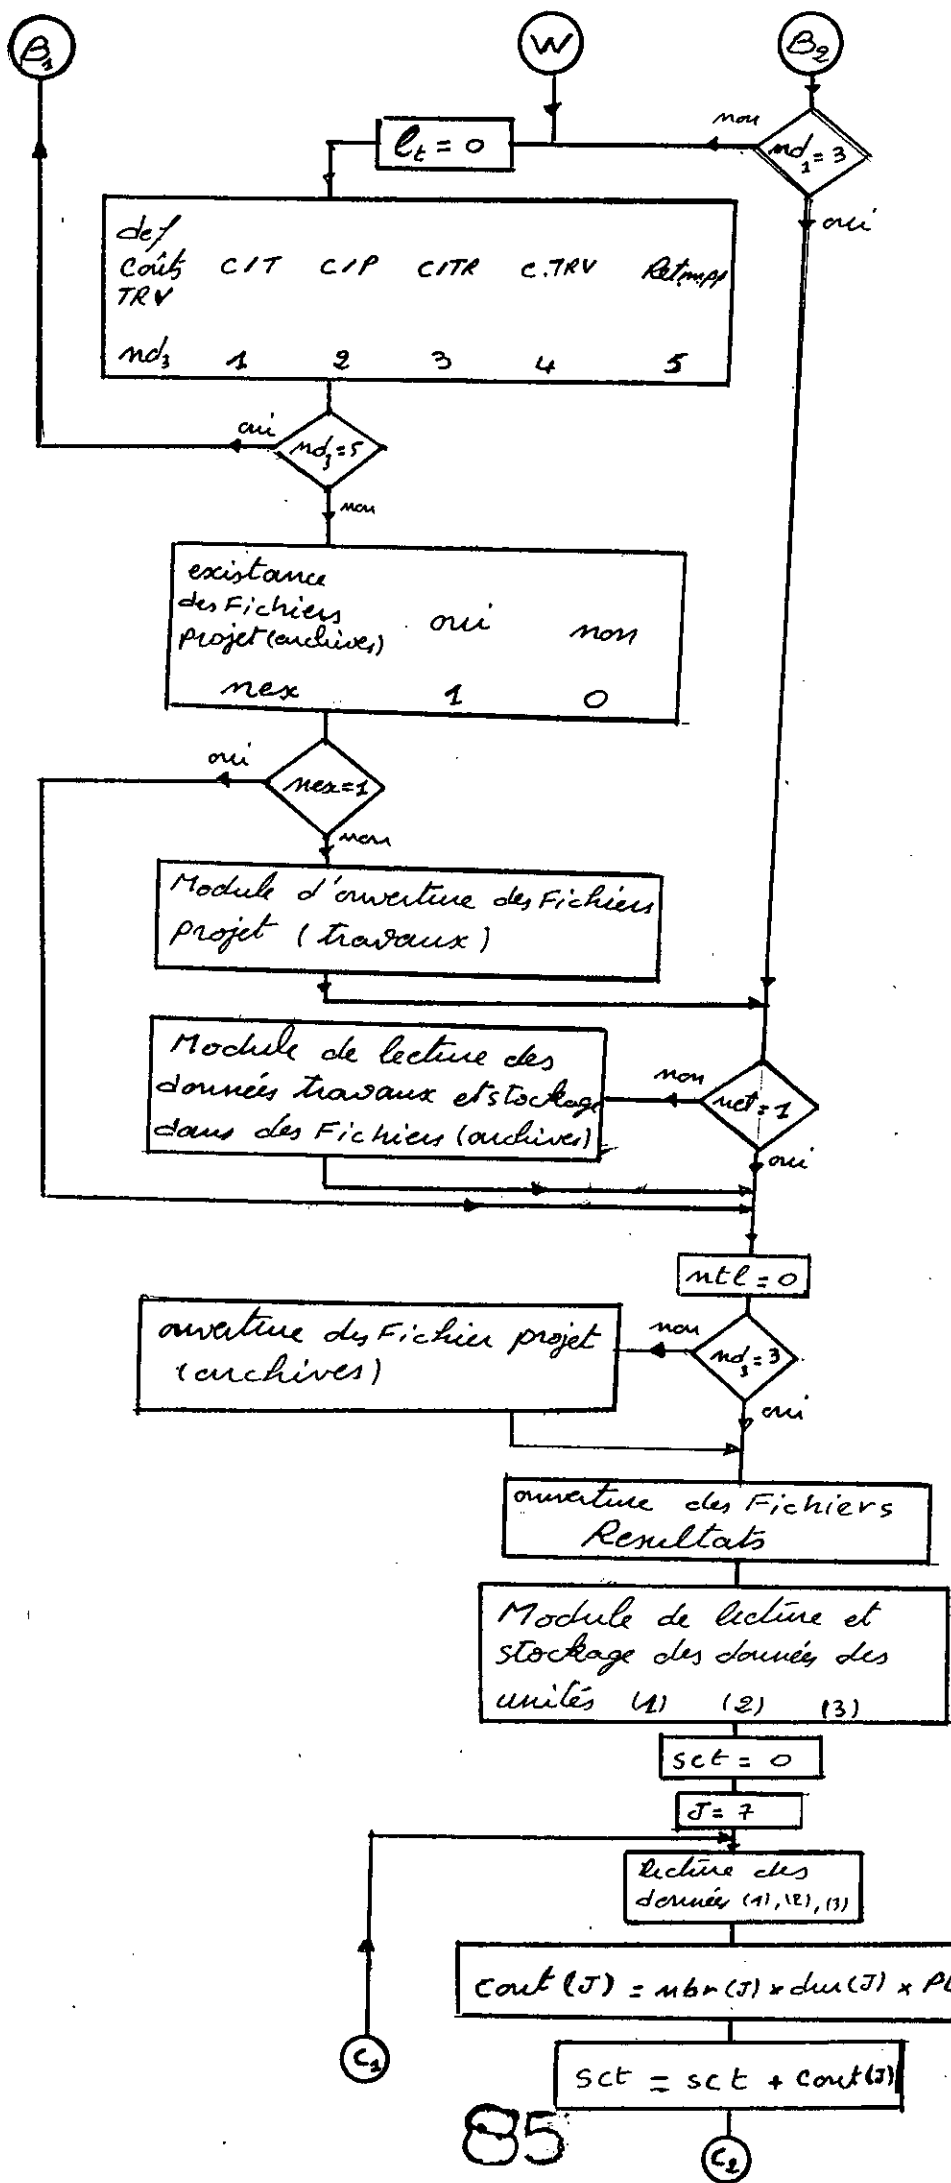 B1
W
B2
non
nd1 = 3
oui
lt = 0
def
coûts CIT CIP CITR C.TRV
TRV
nd3 1 2 3 4 5
oui
nd3 = 5
non
existance
des Fichiers
projet (archives) oui non
nex 1 0
oui
nex = 1
non
Module d'ouverture des Fichiers
projet (travaux)
Module de lecture des
données travaux et stockage
dans des Fichiers (archives)
non
net = 1
oui
ntl = 0
ouverture des Fichier projet
(archives)
non
nd3 = 3
oui
ouverture des Fichiers
Resultats
Module de lecture et
stockage des données des
unités (1) (2) (3)
sct = 0
J = 7
lecture des
données (1), (2), (3)
Cout (J) = nbr (J) x dur (J) x
Sct = sct + Cout (J)
C1
85
C2